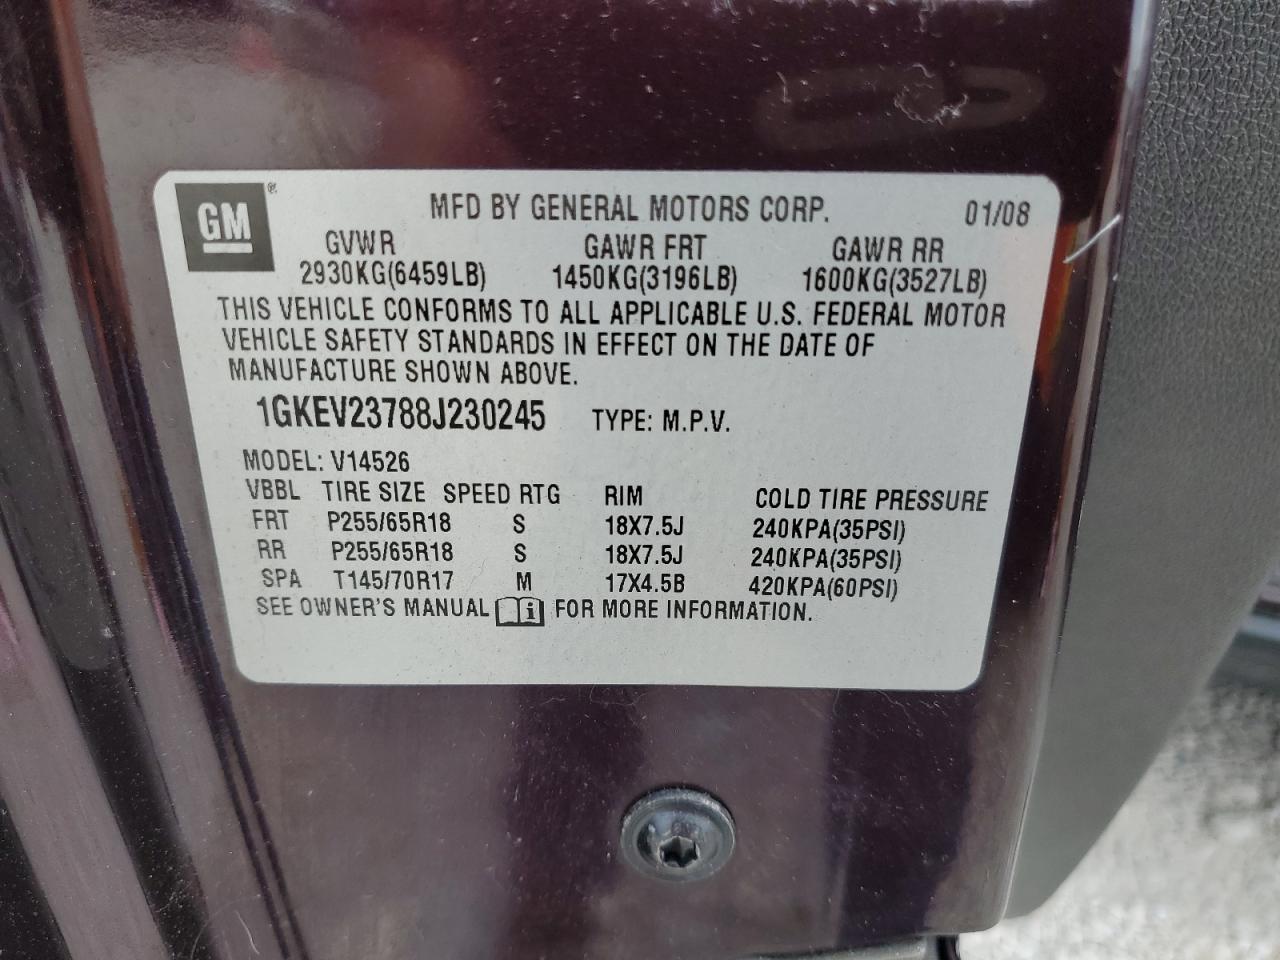 GM ® MFD BY GENERAL MOTORS CORP. 01/08
GVWR GAWR FRT GAWR RR
2930KG(6459LB) 1450KG(3196LB) 1600KG(3527LB)
THIS VEHICLE CONFORMS TO ALL APPLICABLE U.S. FEDERAL MOTOR
VEHICLE SAFETY STANDARDS IN EFFECT ON THE DATE OF
MANUFACTURE SHOWN ABOVE.
1GKEV23788J230245 TYPE: M.P.V.
MODEL: V14526
VBBL TIRE SIZE SPEED RTG RIM COLD TIRE PRESSURE
FRT P255/65R18 S 18X7.5J 240KPA(35PSI)
RR P255/65R18 S 18X7.5J 240KPA(35PSI)
SPA T145/70R17 M 17X4.5B 420KPA(60PSI)
SEE OWNER'S MANUAL i FOR MORE INFORMATION.